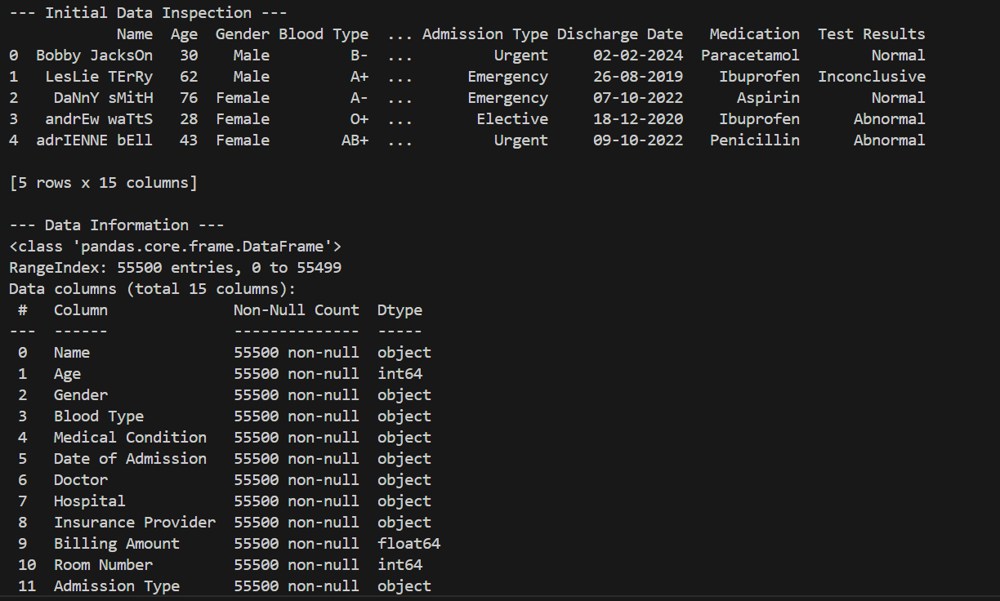 --- Initial Data Inspection ---
Name Age Gender Blood Type ... Admission Type Discharge Date Medication Test Results
0 Bobby JacksOn 30 Male B- ... Urgent 02-02-2024 Paracetamol Normal
1 LesLie TErRy 62 Male A+ ... Emergency 26-08-2019 Ibuprofen Inconclusive
2 DaNnY sMitH 76 Female A- ... Emergency 07-10-2022 Aspirin Normal
3 andrEw waTtS 28 Female O+ ... Elective 18-12-2020 Ibuprofen Abnormal
4 adrIENNE bEll 43 Female AB+ ... Urgent 09-10-2022 Penicillin Abnormal
[5 rows x 15 columns]
--- Data Information ---
<class 'pandas.core.frame.DataFrame'>
RangeIndex: 55500 entries, 0 to 55499
Data columns (total 15 columns):
# Column Non-Null Count Dtype
--- ------ -------------- -----
0 Name 55500 non-null object
1 Age 55500 non-null int64
2 Gender 55500 non-null object
3 Blood Type 55500 non-null object
4 Medical Condition 55500 non-null object
5 Date of Admission 55500 non-null object
6 Doctor 55500 non-null object
7 Hospital 55500 non-null object
8 Insurance Provider 55500 non-null object
9 Billing Amount 55500 non-null float64
10 Room Number 55500 non-null int64
11 Admission Type 55500 non-null object